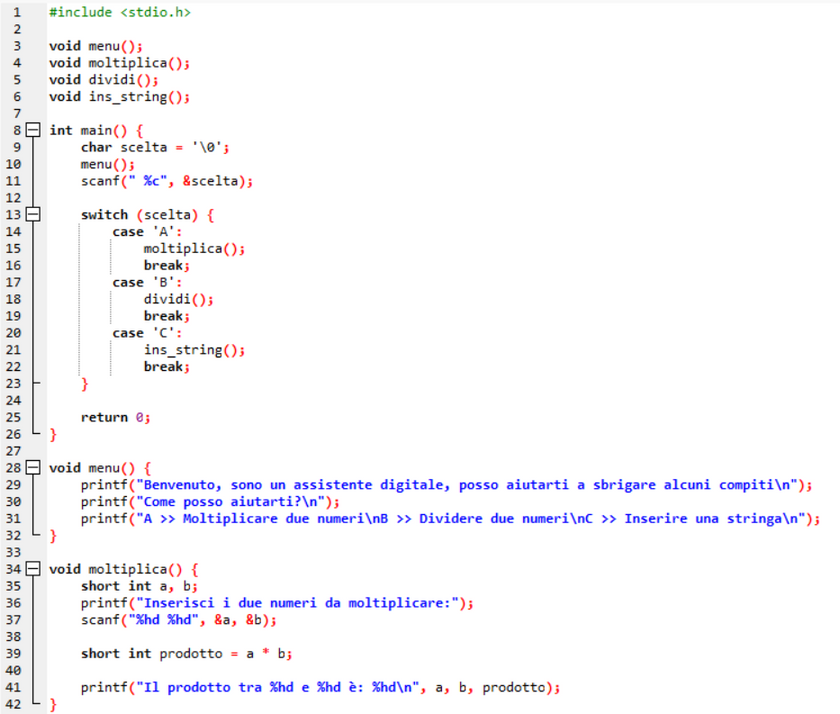 1 #include <stdio.h>
2
3 void menu();
4 void moltiplica();
5 void dividi();
6 void ins_string();
7
8 int main() {
9 char scelta = '\0';
10 menu();
11 scanf(" %c", &scelta);
12
13 switch (scelta) {
14 case 'A':
15 moltiplica();
16 break;
17 case 'B':
18 dividi();
19 break;
20 case 'C':
21 ins_string();
22 break;
23 }
24
25 return 0;
26 }
27
28 void menu() {
29 printf("Benvenuto, sono un assistente digitale, posso aiutarti a sbrigare alcuni compiti\n");
30 printf("Come posso aiutarti?\n");
31 printf("A >> Moltiplicare due numeri\nB >> Dividere due numeri\nC >> Inserire una stringa\n");
32 }
33
34 void moltiplica() {
35 short int a, b;
36 printf("Inserisci i due numeri da moltiplicare:");
37 scanf("%hd %hd", &a, &b);
38
39 short int prodotto = a * b;
40
41 printf("Il prodotto tra %hd e %hd è: %hd\n", a, b, prodotto);
42 }